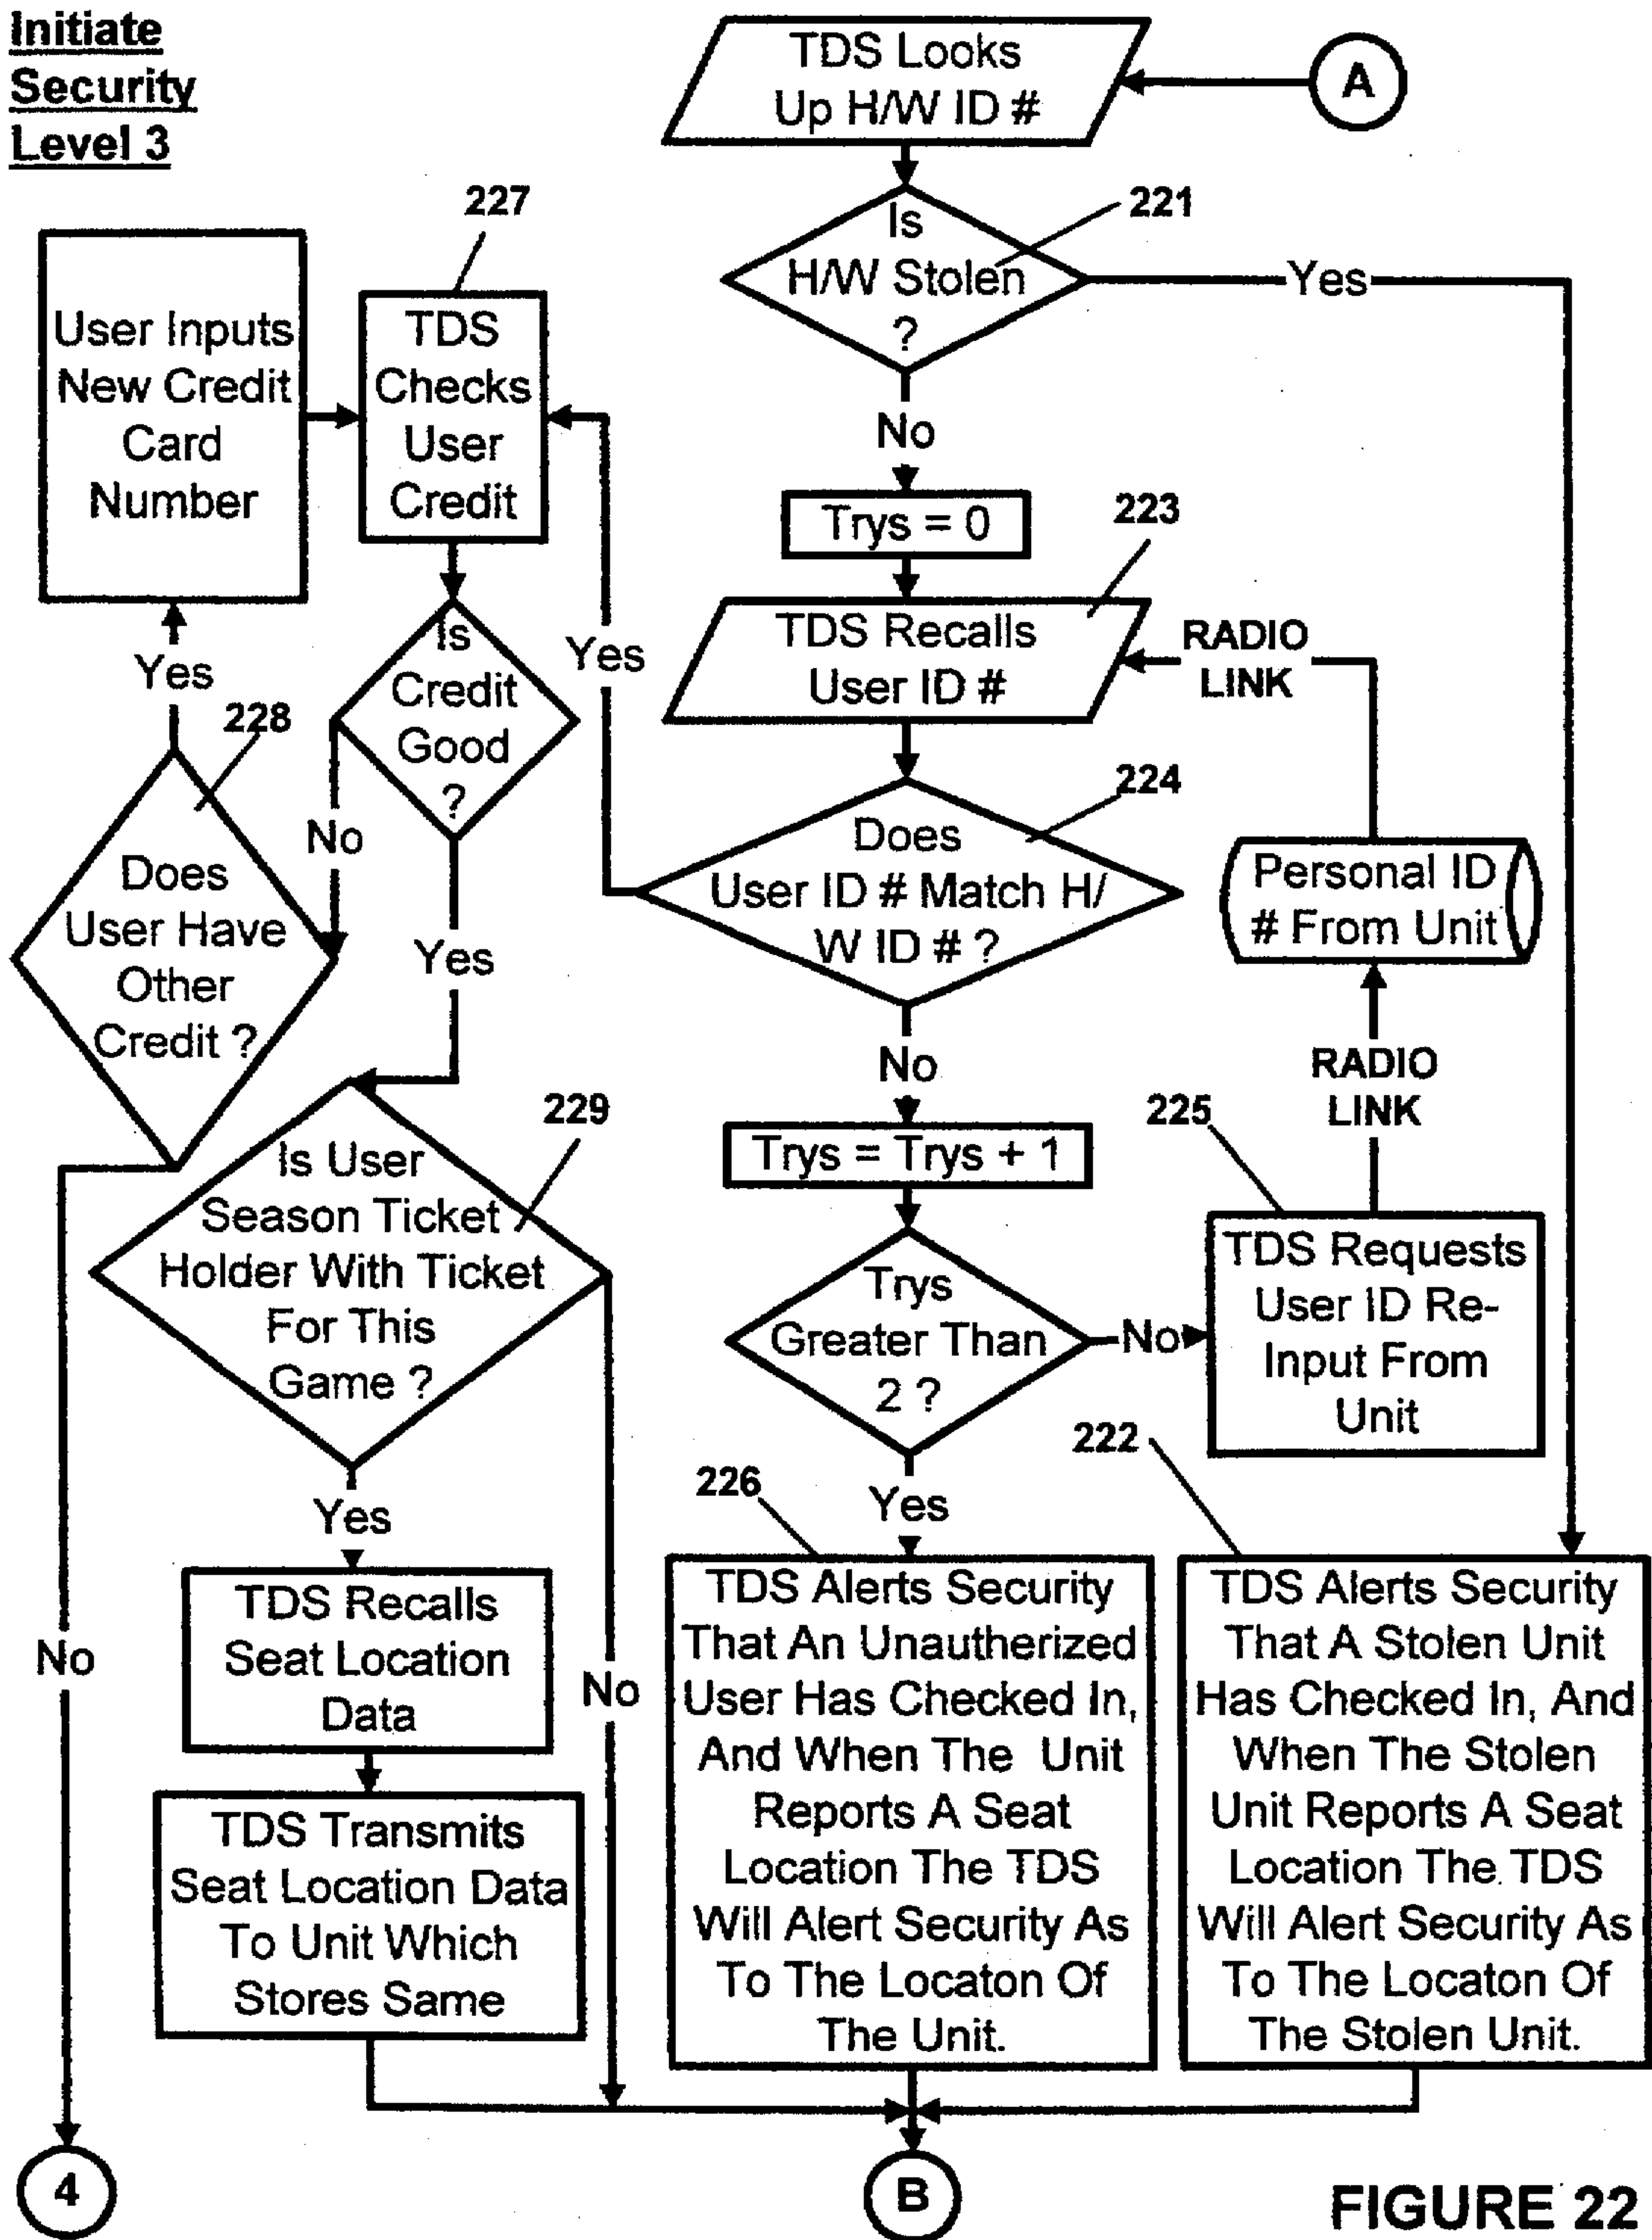 Initiate
Security
Level 3
TDS Looks
Up H/W ID #
A
221
Is
H/W Stolen
?
Yes
No
Trys = 0
223
TDS Recalls
User ID #
RADIO
LINK
224
Does
User ID # Match H/
W ID # ?
Yes
Personal ID
# From Unit
RADIO
LINK
No
Trys = Trys + 1
Trys
Greater Than
2 ?
No
225
TDS Requests
User ID Re-
Input From
Unit
Yes
226
TDS Alerts Security
That An Unautherized
User Has Checked In,
And When The Unit
Reports A Seat
Location The TDS
Will Alert Security As
To The Locaton Of
The Unit.
222
TDS Alerts Security
That A Stolen Unit
Has Checked In, And
When The Stolen
Unit Reports A Seat
Location The TDS
Will Alert Security As
To The Locaton Of
The Stolen Unit.
227
TDS
Checks
User
Credit
User Inputs
New Credit
Card
Number
Is
Credit
Good
?
No
Yes
228
Does
User Have
Other
Credit ?
Yes
No
229
Is User
Season Ticket
Holder With Ticket
For This
Game ?
Yes
No
TDS Recalls
Seat Location
Data
TDS Transmits
Seat Location Data
To Unit Which
Stores Same
4
B
FIGURE 22